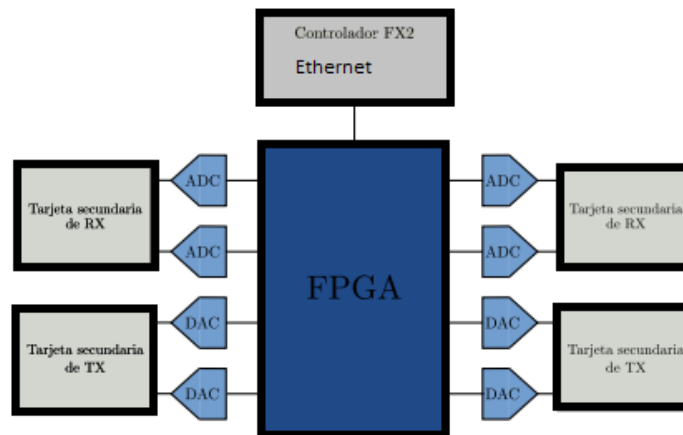 Controlador FX2
Ethernet
ADC
ADC
Tarjeta secundaria
de RX
Tarjeta secundaria
de RX
ADC
ADC
FPGA
DAC
DAC
Tarjeta secundaria
de TX
Tarjeta secundaria
de TX
DAC
DAC